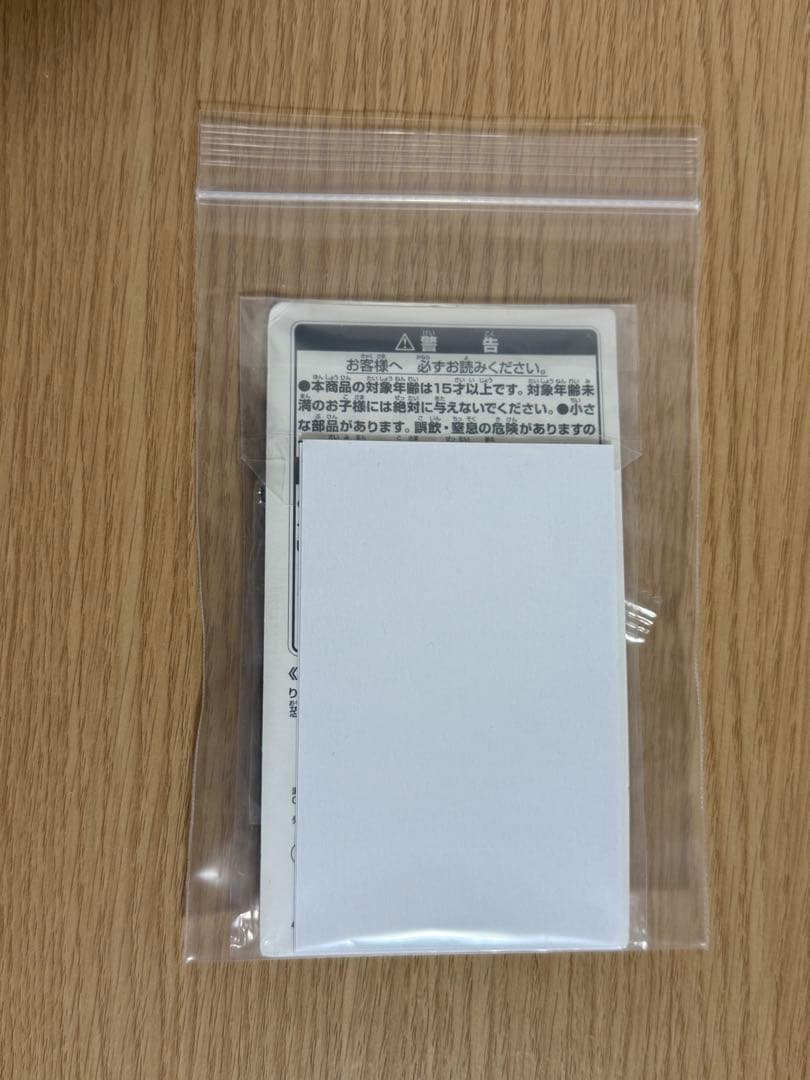 ⚠警告
お客様へ 必ずお読みください。
●本商品の対象年齢は15才以上です。対象年齢未
満のお子様には絶対に与えないでください。●小さ
な部品があります。誤飲・窒息の危険がありますの
《
り